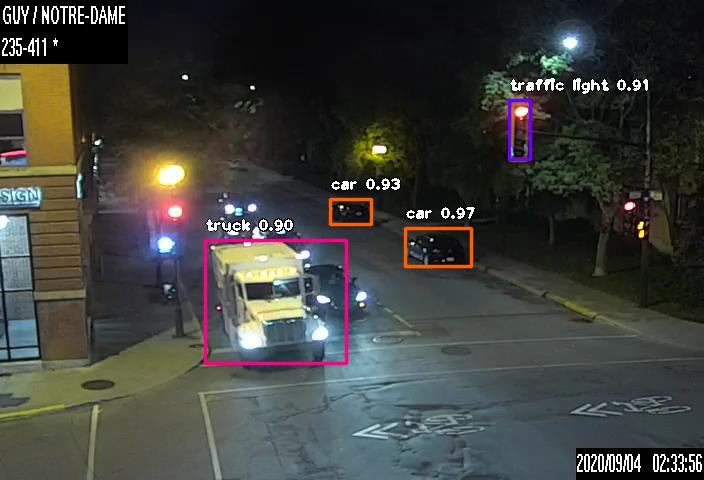 GUY / NOTRE-DAME
235-411 *
traffic light 0.91
car 0.93
car 0.97
truck 0.90
SIGN
2020/09/04 02:33:56